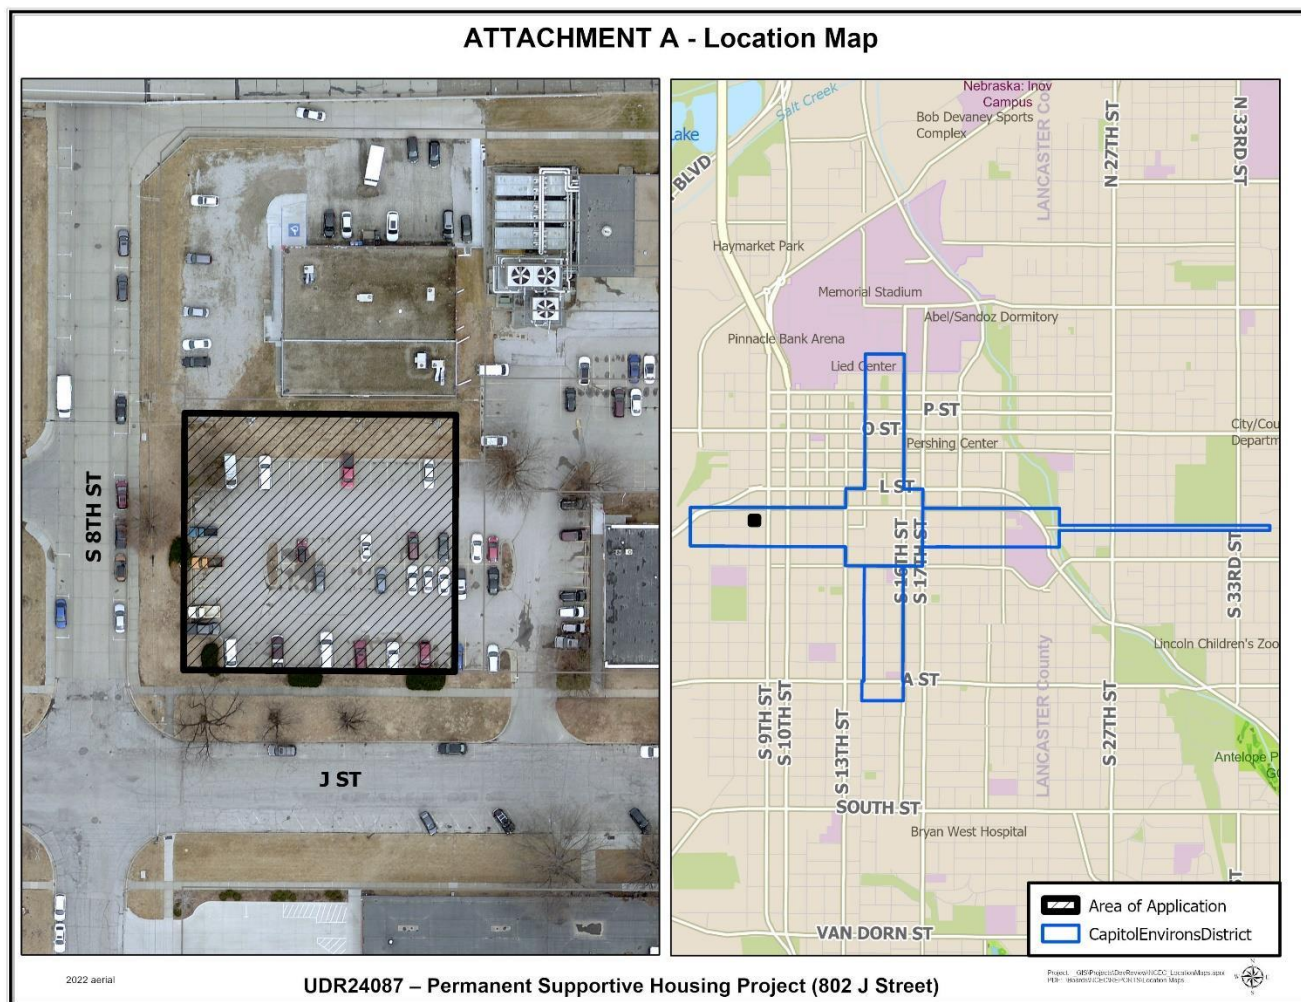 ATTACHMENT A - Location Map
S 8TH ST
J ST
Nebraska: Inov
Campus
Salt Creek
Bob Devaney Sports
Complex
Lake
BLVD
LANCASTER Co
N 27TH ST
N 33RD ST
Haymarket Park
Memorial Stadium
Abel/Sandoz Dormitory
Pinnacle Bank Arena
Lied Center
P ST
O ST
Pershing Center
City/Cou
Departm
L ST
S 16TH ST
S 17TH ST
S 33RD ST
Lincoln Children's Zoo
A ST
LANCASTER County
S 9TH ST
S 10TH ST
S 13TH ST
S 27TH ST
Antelope P
SOUTH ST
Bryan West Hospital
VAN DORN ST
Area of Application
CapitolEnvironsDistrict
2022 aerial
UDR24087 – Permanent Supportive Housing Project (802 J Street)